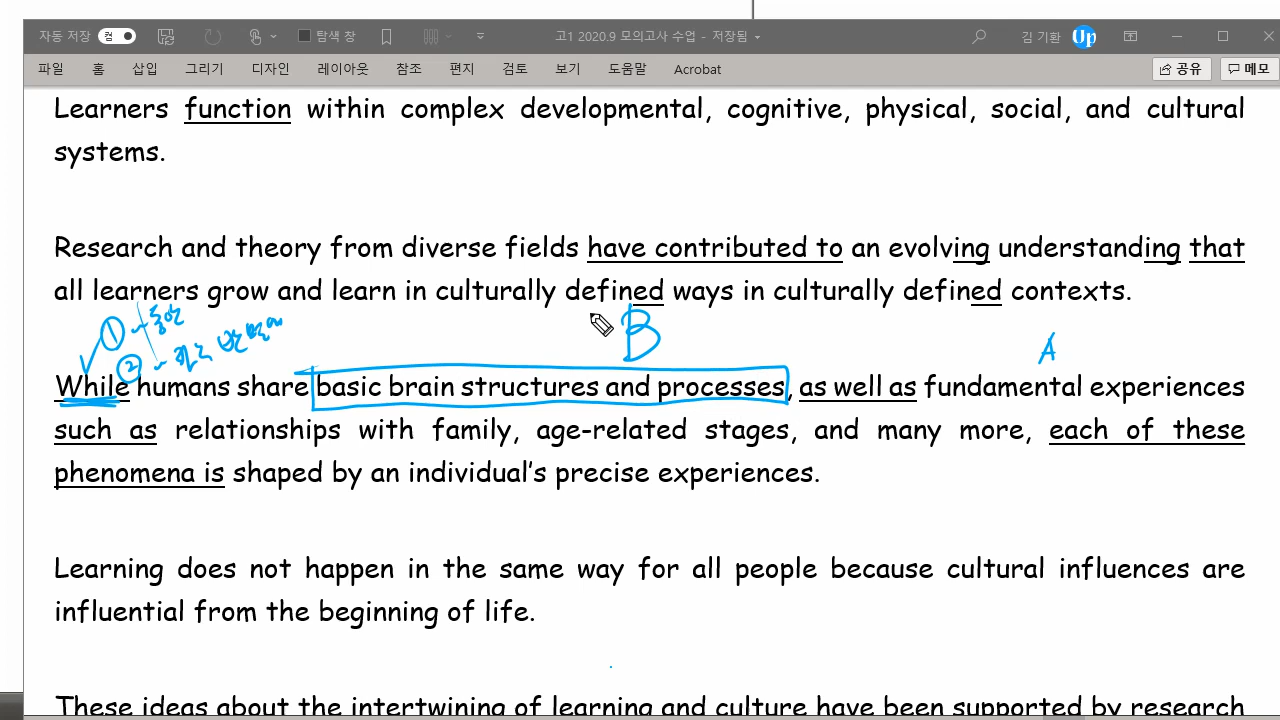 자동 저장 컴 탐색 창 고1 2020.9 모의고사 수업 - 저장됨 김 기환 Up
파일 홈 삽입 그리기 디자인 레이아웃 참조 편지 검토 보기 도움말 Acrobat 공유 메모
Learners function within complex developmental, cognitive, physical, social, and cultural
systems.
Research and theory from diverse fields have contributed to an evolving understanding that
all learners grow and learn in culturally defined ways in culturally defined contexts.
① ~동안
B
A
②
While humans share basic brain structures and processes, as well as fundamental experiences
such as relationships with family, age-related stages, and many more, each of these
phenomena is shaped by an individual's precise experiences.
Learning does not happen in the same way for all people because cultural influences are
influential from the beginning of life.
These ideas about the intertwining of learning and culture have been supported by research